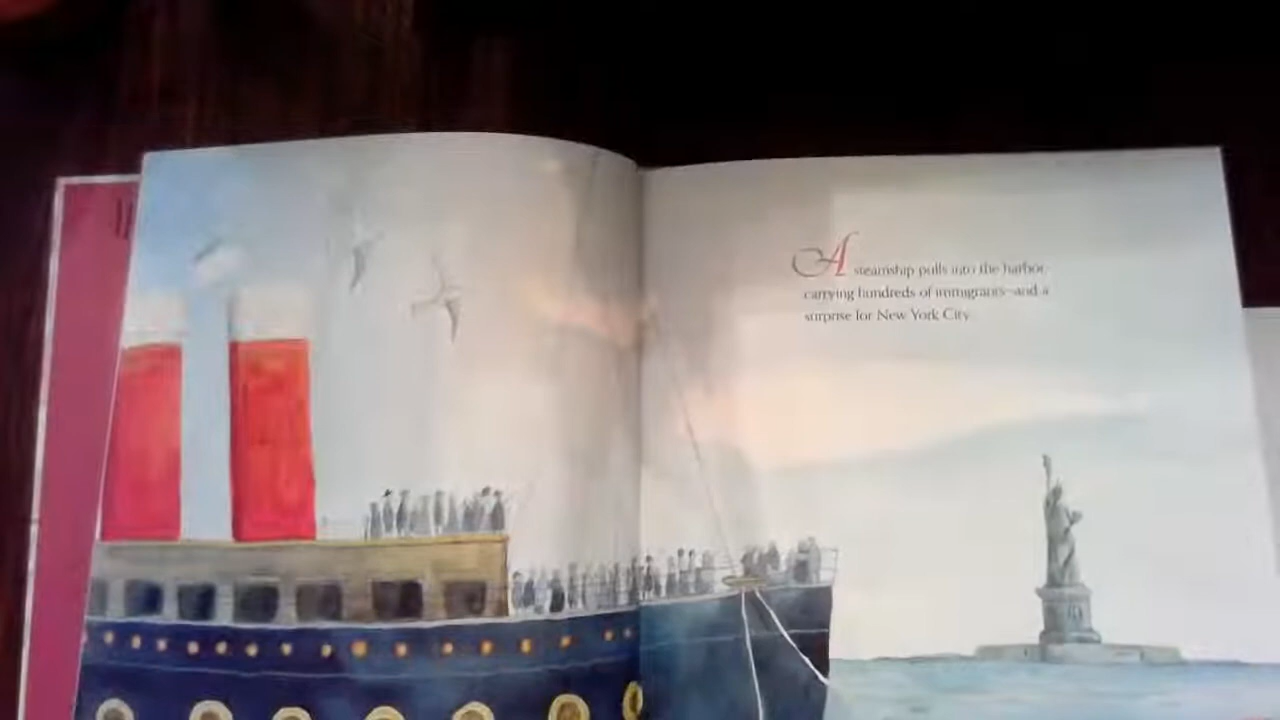 A steamship pulls into the harbor,
carrying hundreds of immigrants—and a
surprise for New York City.